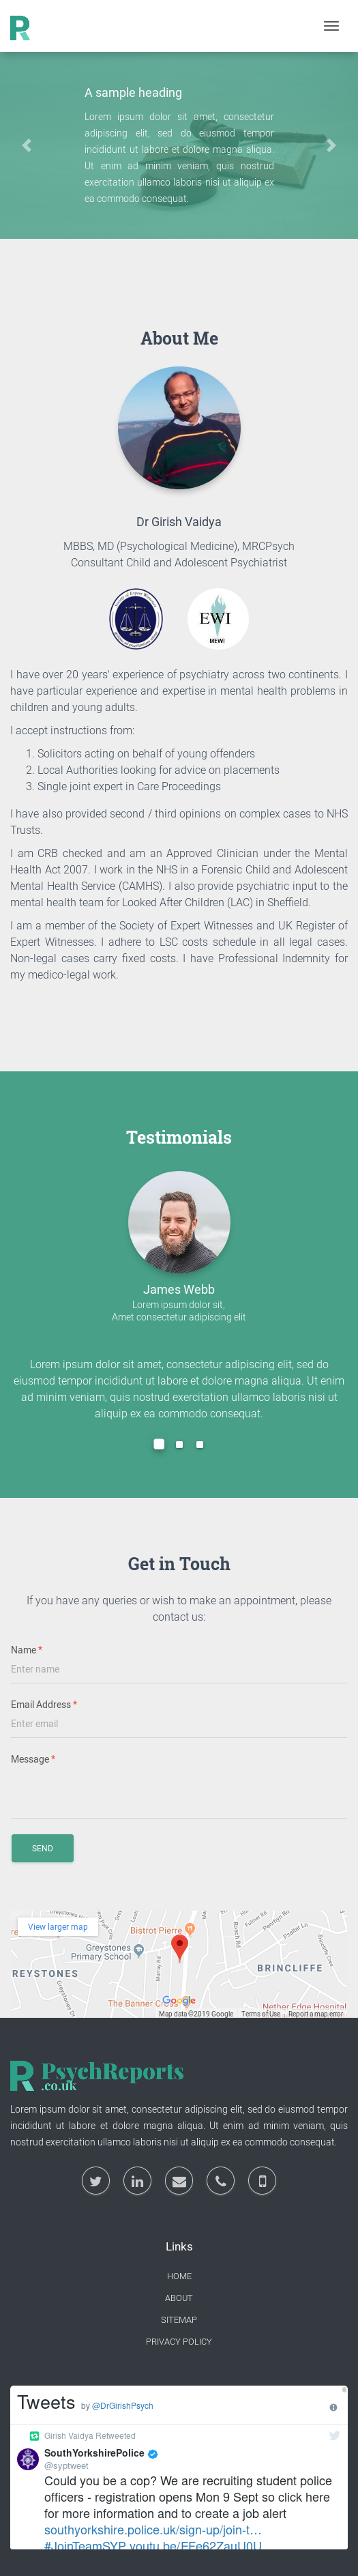 R
A sample heading
Lorem ipsum dolor sit amet, consectetur
adipiscing elit, sed do eiusmod tempor
incididunt ut labore et dolore magna aliqua.
Ut enim ad minim veniam, quis nostrud
exercitation ullamco laboris nisi ut aliquip ex
ea commodo consequat.
About Me
Dr Girish Vaidya
MBBS, MD (Psychological Medicine), MRCPsych
Consultant Child and Adolescent Psychiatrist
EWI
MEWI
I have over 20 years' experience of psychiatry across two continents. I
have particular experience and expertise in mental health problems in
children and young adults.
I accept instructions from:
1. Solicitors acting on behalf of young offenders
2. Local Authorities looking for advice on placements
3. Single joint expert in Care Proceedings
I have also provided second / third opinions on complex cases to NHS
Trusts.
I am CRB checked and am an Approved Clinician under the Mental
Health Act 2007. I work in the NHS in a Forensic Child and Adolescent
Mental Health Service (CAMHS). I also provide psychiatric input to the
mental health team for Looked After Children (LAC) in Sheffield.
I am a member of the Society of Expert Witnesses and UK Register of
Expert Witnesses. I adhere to LSC costs schedule in all legal cases.
Non-legal cases carry fixed costs. I have Professional Indemnity for
my medico-legal work.
Testimonials
James Webb
Lorem ipsum dolor sit,
Amet consectetur adipiscing elit
Lorem ipsum dolor sit amet, consectetur adipiscing elit, sed do
eiusmod tempor incididunt ut labore et dolore magna aliqua. Ut enim
ad minim veniam, quis nostrud exercitation ullamco laboris nisi ut
aliquip ex ea commodo consequat.
Get in Touch
If you have any queries or wish to make an appointment, please
contact us:
Name *
Enter name
Email Address *
Enter email
Message *
SEND
View larger map
Bistrot Pierre
Greystones
Primary School
REYSTONES
BRINCLIFFE
The Banner Cross
Nether Edge Hospital
Google
Map data ©2019 Google Terms of Use Report a map error
R PsychReports
.co.uk
Lorem ipsum dolor sit amet, consectetur adipiscing elit, sed do eiusmod tempor
incididunt ut labore et dolore magna aliqua. Ut enim ad minim veniam, quis
nostrud exercitation ullamco laboris nisi ut aliquip ex ea commodo consequat.
Links
HOME
ABOUT
SITEMAP
PRIVACY POLICY
Tweets by @DrGirishPsych
Girish Vaidya Retweeted
SouthYorkshirePolice
@syptweet
Could you be a cop? We are recruiting student police
officers - registration opens Mon 9 Sept so click here
for more information and to create a job alert
southyorkshire.police.uk/sign-up/join-t…
#JoinTeamSYP youtu.be/FFe62ZauU0U